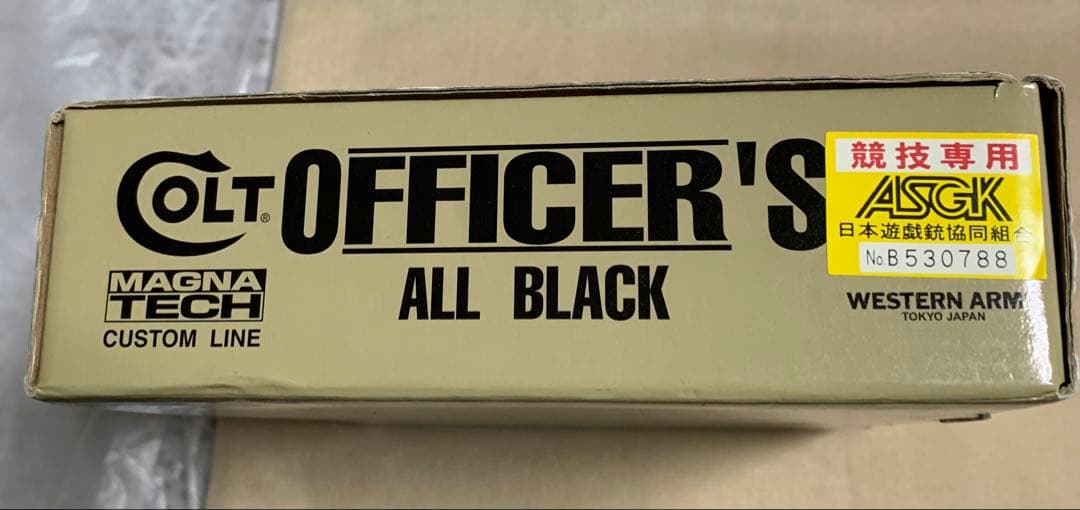 COLT® OFFICER'S
ALL BLACK
MAGNA
TECH
CUSTOM LINE
競技専用
ASGK
日本遊戯銃協同組合
No.B530788
WESTERN ARM
TOKYO JAPAN